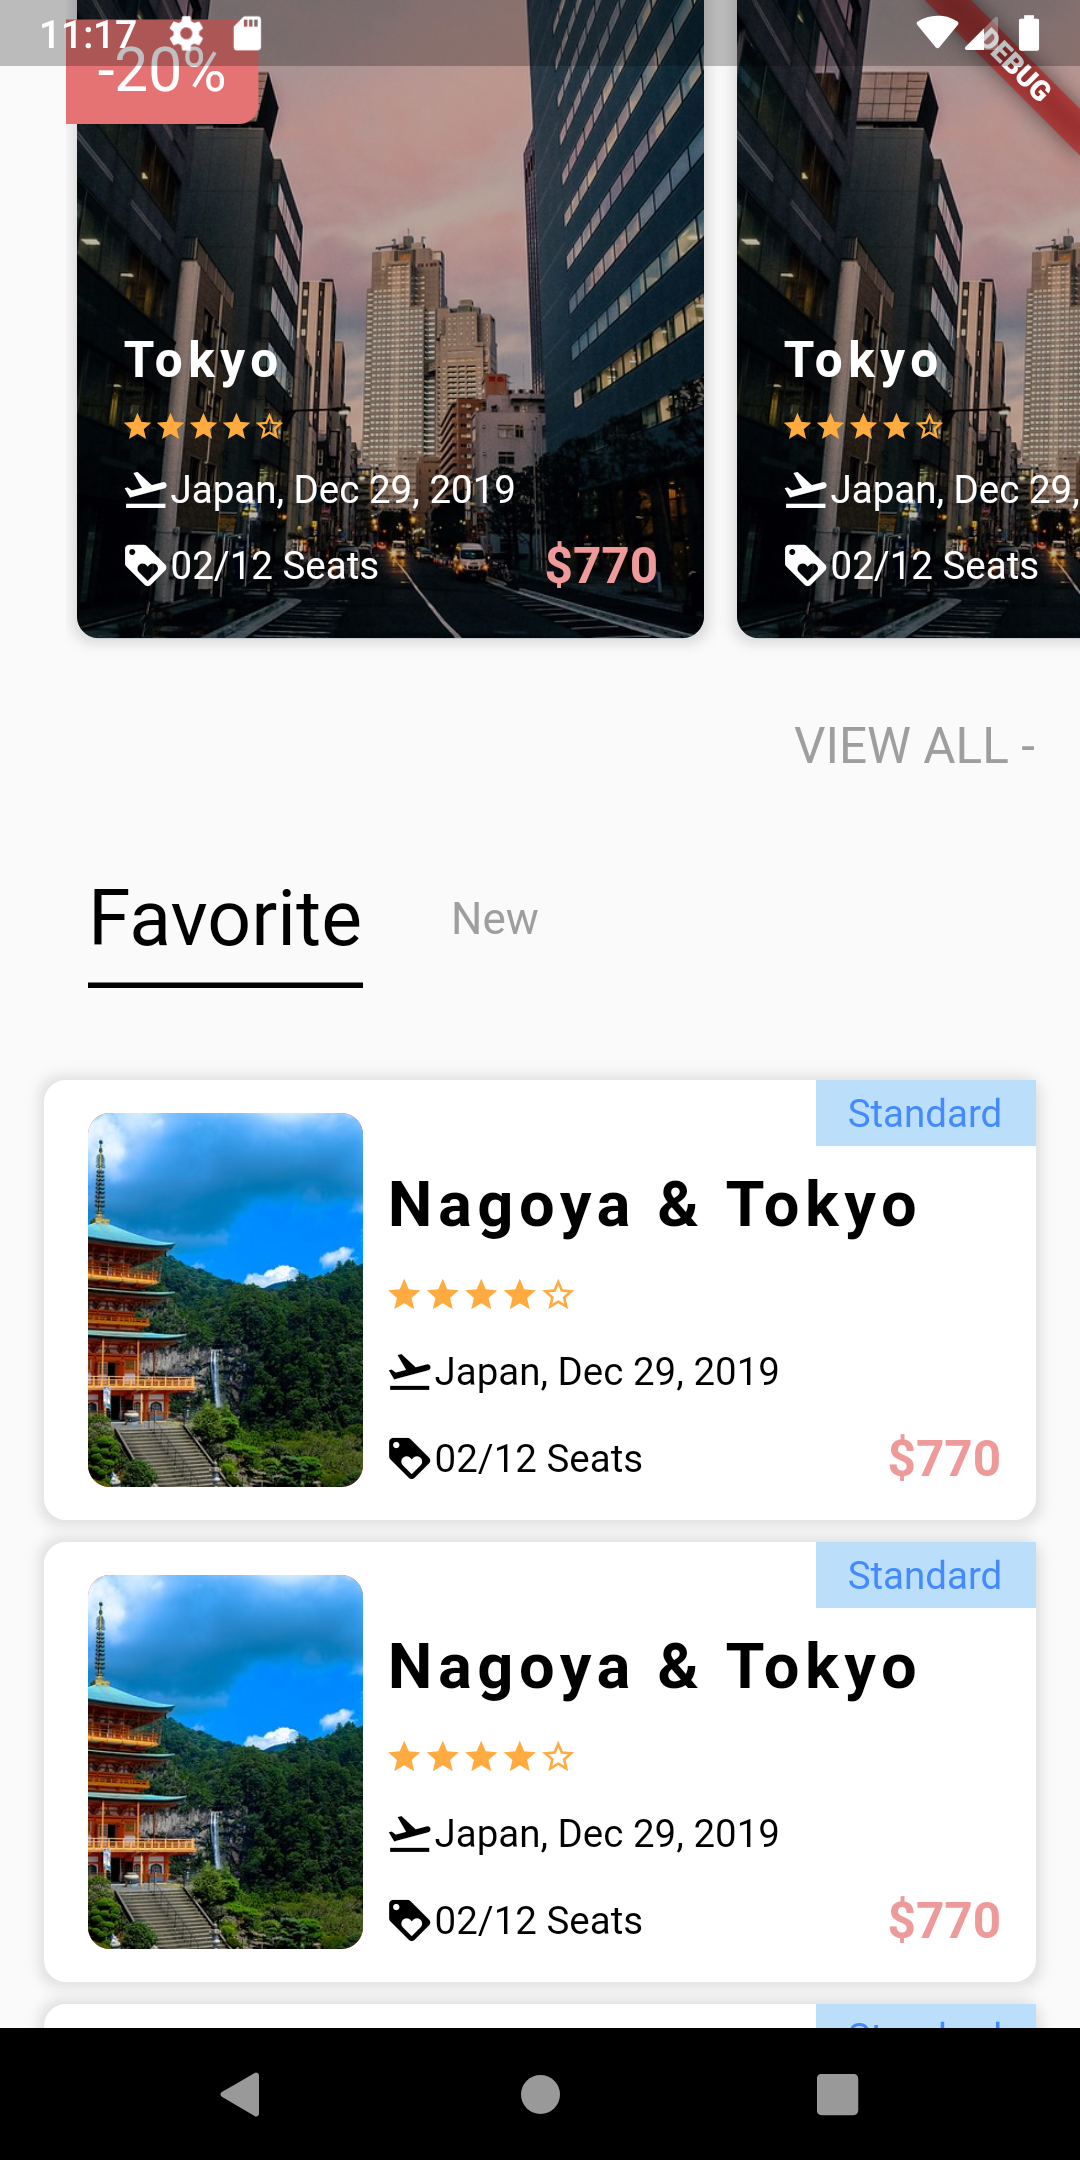 11:17
DEBUG
-20%
Tokyo
Tokyo
Japan, Dec 29, 2019
Japan, Dec 29,
02/12 Seats
$770
02/12 Seats
VIEW ALL -
Favorite
New
Standard
Nagoya & Tokyo
Japan, Dec 29, 2019
02/12 Seats
$770
Standard
Nagoya & Tokyo
Japan, Dec 29, 2019
02/12 Seats
$770